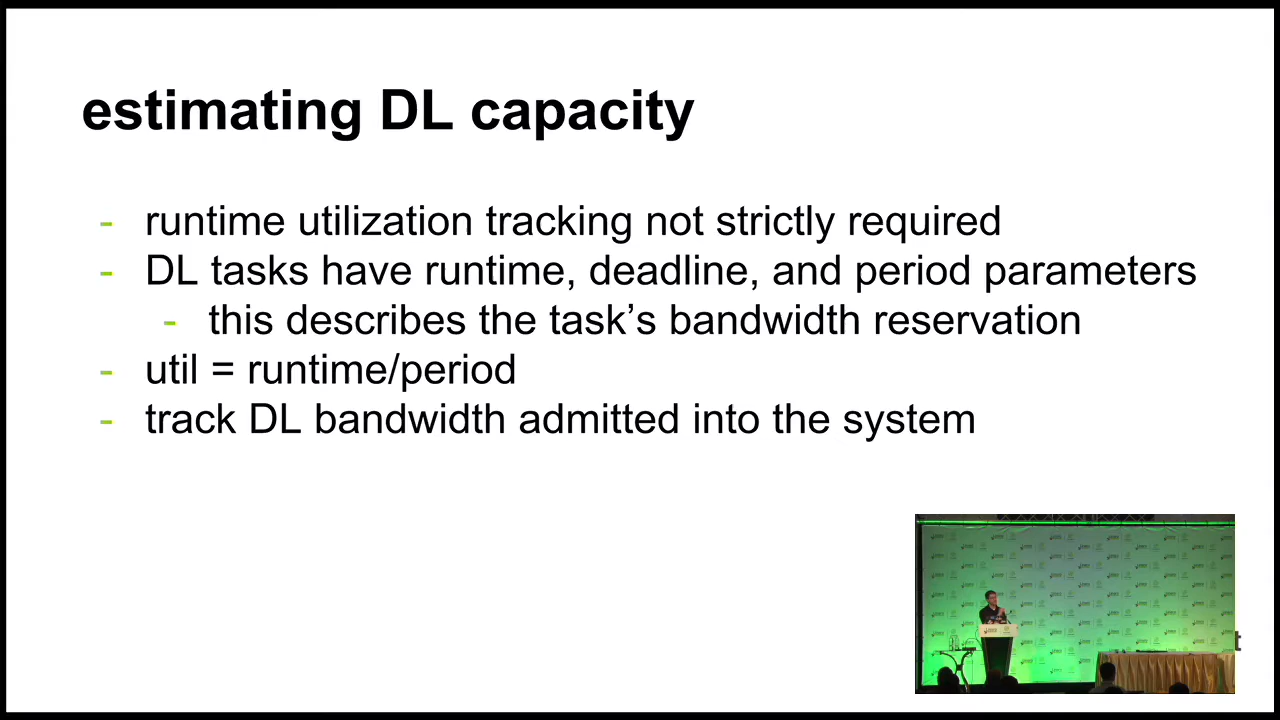 estimating DL capacity
- runtime utilization tracking not strictly required
- DL tasks have runtime, deadline, and period parameters
- this describes the task’s bandwidth reservation
- util = runtime/period
- track DL bandwidth admitted into the system